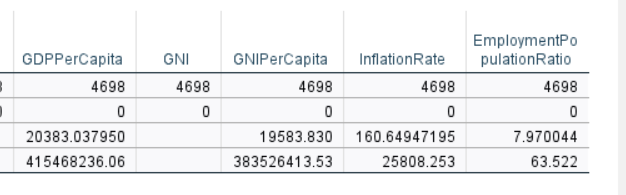 EmploymentPo
GDPPerCapita GNI GNIPerCapita InflationRate pulationRatio
4698 4698 4698 4698 4698
0 0 0 0 0
20383.037950 19583.830 160.64947195 7.970044
415468236.06 383526413.53 25808.253 63.522